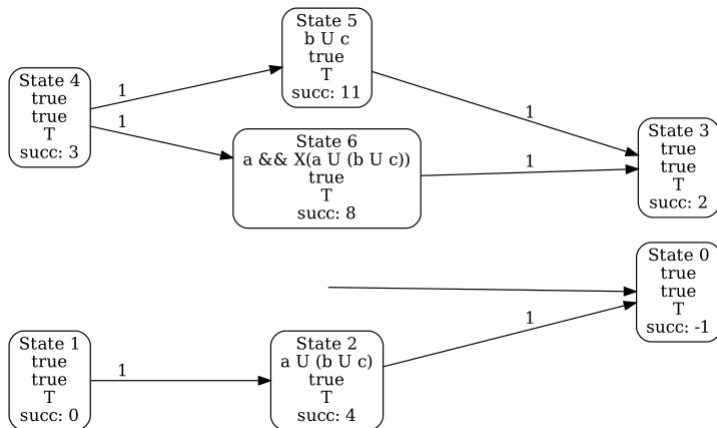 State 4
true
true
T
succ: 3
1
1
State 5
b U c
true
T
succ: 11
State 6
a && X(a U (b U c))
true
T
succ: 8
1
1
State 3
true
true
T
succ: 2
State 0
true
true
T
succ: -1
State 1
true
true
T
succ: 0
1
State 2
a U (b U c)
true
T
succ: 4
1